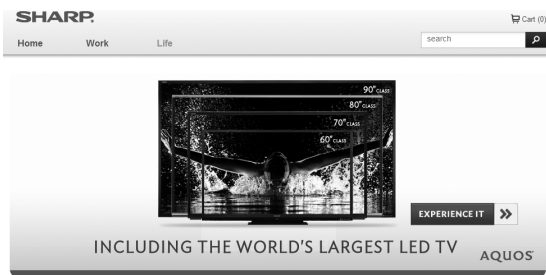 SHARP
Cart (0)
Home Work Life
search
90" CLASS
80" CLASS
70" CLASS
60" CLASS
EXPERIENCE IT
INCLUDING THE WORLD'S LARGEST LED TV
AQUOS